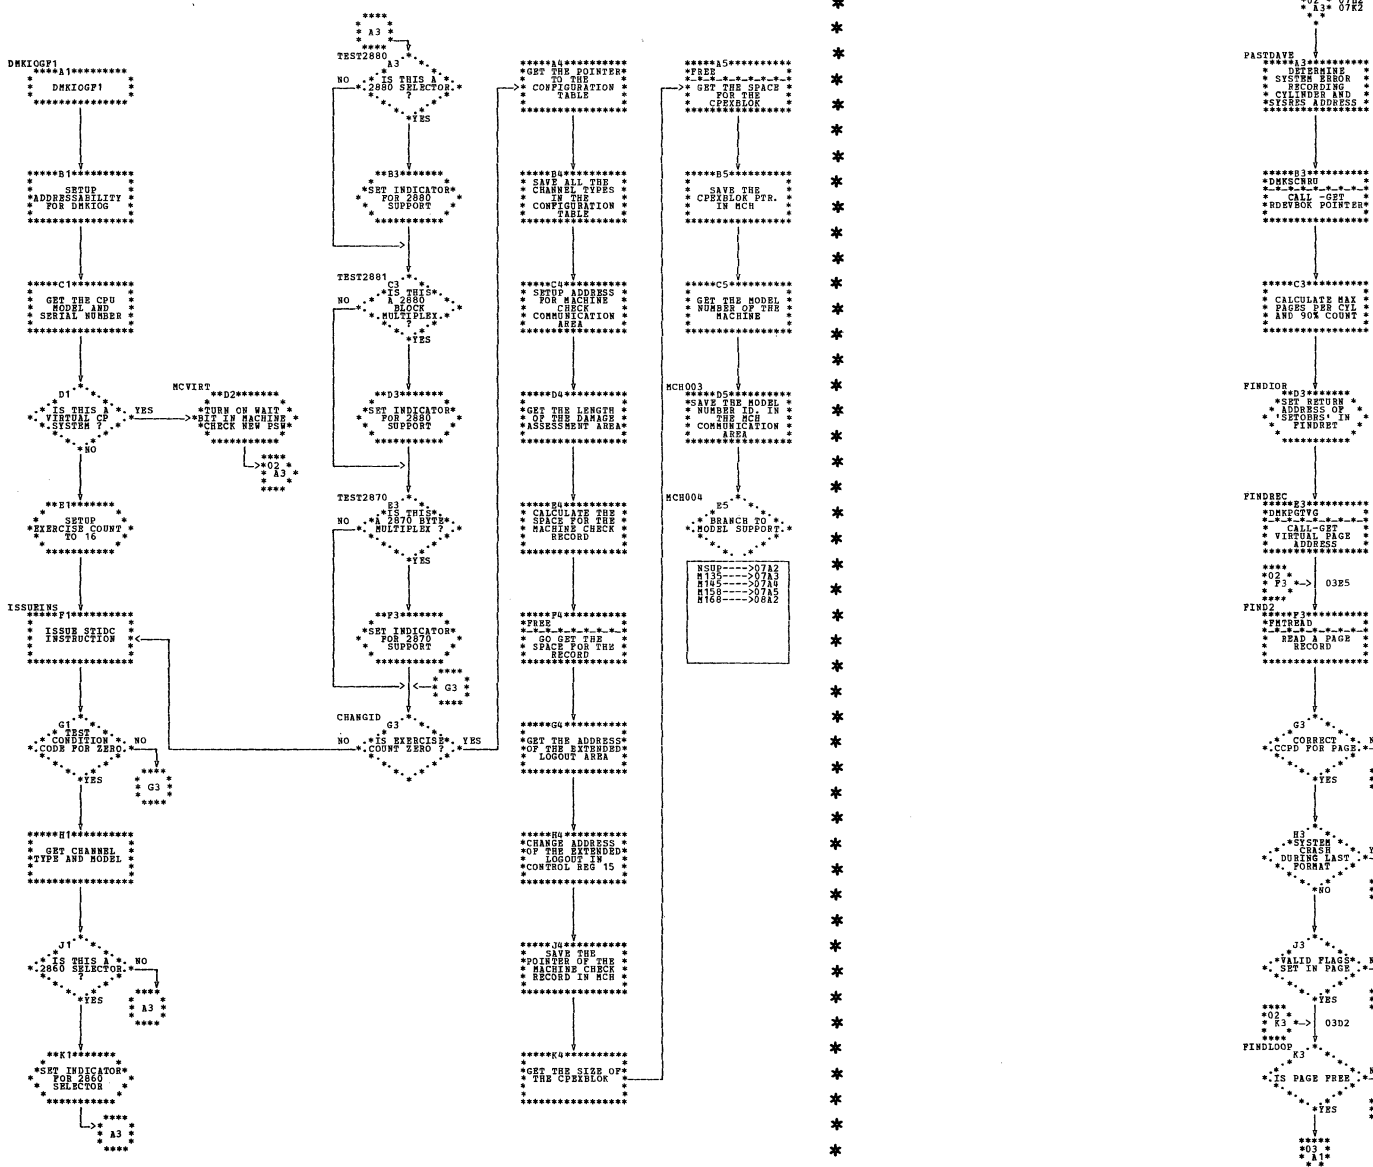 DMKIOGF1
A1
DMKIOGF1
B1
SETUP
ADDRESSABILITY
FOR DMKIOG
C1
GET THE CPU
MODEL AND
SERIAL NUMBER
D1
IS THIS A
VIRTUAL CP
SYSTEM ?
YES
NO
MCVIRT
D2
TURN ON WAIT
BIT IN MACHINE
CHECK NEW PSW
02
A3
E1
SETUP
EXERCISE COUNT
TO 16
ISSUEINS
F1
ISSUE STIDC
INSTRUCTION
G1
TEST
CONDITION
CODE FOR ZERO
NO
YES
G3
H1
GET CHANNEL
TYPE AND MODEL
J1
IS THIS A
2860 SELECTOR
?
NO
YES
A3
K1
SET INDICATOR
FOR 2860
SELECTOR
A3
A3
TEST2880
A3
IS THIS A
2880 SELECTOR
?
NO
YES
B3
SET INDICATOR
FOR 2880
SUPPORT
TEST2881
C3
IS THIS
A 2880
BLOCK
MULTIPLEX
?
NO
YES
D3
SET INDICATOR
FOR 2880
SUPPORT
TEST2870
E3
IS THIS
A 2870 BYTE
MULTIPLEX ?
NO
YES
F3
SET INDICATOR
FOR 2870
SUPPORT
G3
CHANGID
G3
IS EXERCISE
COUNT ZERO ?
NO
YES
A4
GET THE POINTER
TO THE
CONFIGURATION
TABLE
B4
SAVE ALL THE
CHANNEL TYPES
IN THE
CONFIGURATION
TABLE
C4
SETUP ADDRESS
FOR MACHINE
CHECK
COMMUNICATION
AREA
D4
GET THE LENGTH
OF THE DAMAGE
ASSESSMENT AREA
E4
CALCULATE THE
SPACE FOR THE
MACHINE CHECK
RECORD
F4
FREE
GO GET THE
SPACE FOR THE
RECORD
G4
GET THE ADDRESS
OF THE EXTENDED
LOGOUT AREA
H4
CHANGE ADDRESS
OF THE EXTENDED
LOGOUT IN
CONTROL REG 15
J4
SAVE THE
POINTER OF THE
MACHINE CHECK
RECORD IN MCH
K4
GET THE SIZE OF
THE CPEXBLOK
A5
FREE
GET THE SPACE
FOR THE
CPEXBLOK
B5
SAVE THE
CPEXBLOK PTR.
IN MCH
C5
GET THE MODEL
NUMBER OF THE
MACHINE
MCH003
D5
SAVE THE MODEL
NUMBER ID. IN
THE MCH
COMMUNICATION
AREA
MCH004
E5
BRANCH TO
MODEL SUPPORT
NSUP---->07A2
M135---->07A3
M145---->07A4
M158---->07A5
M168---->08A2
A3 07K2
PASTDAVE
A3
DETERMINE
SYSTEM ERROR
RECORDING
CYLINDER AND
SYSRES ADDRESS
B3
DMKSCNRU
CALL -GET
RDEVBOK POINTER
C3
CALCULATE MAX
PAGES PER CYL
AND 90% COUNT
FINDIOR
D3
SET RETURN
ADDRESS OF
'SETOBRS' IN
FINDRET
FINDREC
E3
DMKPGTVG
CALL-GET
VIRTUAL PAGE
ADDRESS
02
F3
03E5
FIND2
F3
FMTREAD
READ A PAGE
RECORD
G3
CORRECT
CCPD FOR PAGE
YES
H3
SYSTEM
CRASH
DURING LAST
FORMAT
NO
J3
VALID FLAGS
SET IN PAGE
YES
02
K3
03D2
FINDLOOP
K3
IS PAGE FREE
YES
03
A1